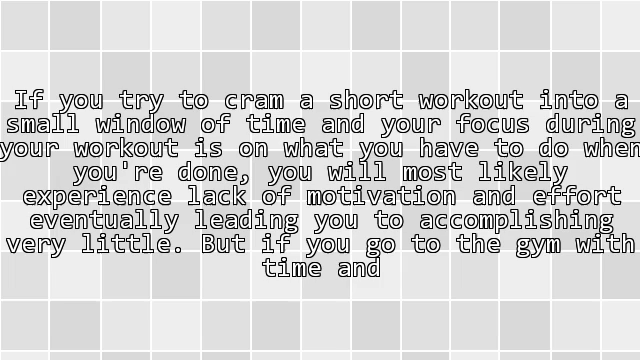 If you try to cram a short workout into a
small window of time and your focus during
your workout is on what you have to do when
you're done, you will most likely
experience lack of motivation and effort
eventually leading you to accomplishing
very little. But if you go to the gym with
time and